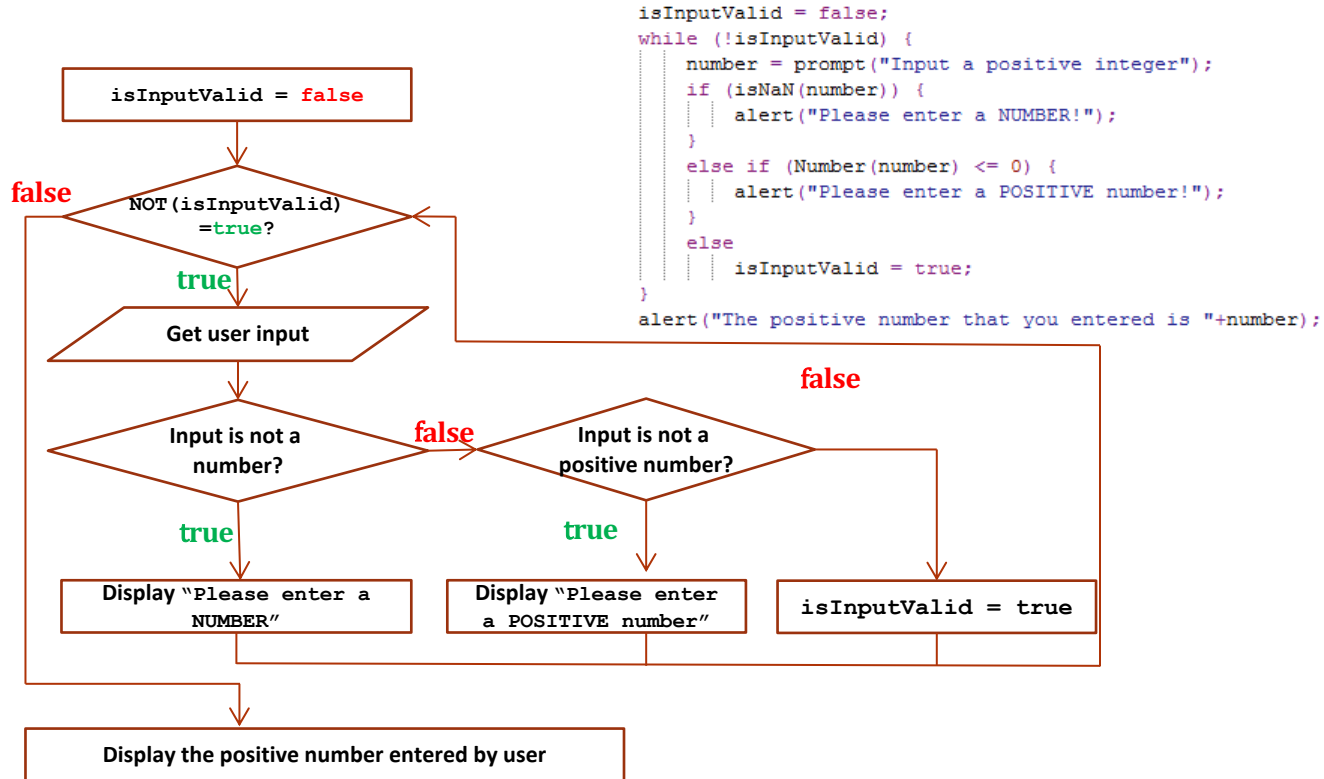 isInputValid = false;
while (!isInputValid) {
number = prompt("Input a positive integer");
if (isNaN(number)) {
alert("Please enter a NUMBER!");
}
else if (Number(number) <= 0) {
alert("Please enter a POSITIVE number!");
}
else
isInputValid = true;
}
alert("The positive number that you entered is "+number);
isInputValid = false
false
NOT(isInputValid)
=true?
true
Get user input
false
Input is not a
number?
false
Input is not a
positive number?
true
true
Display “Please enter a
NUMBER”
Display “Please enter
a POSITIVE number”
isInputValid = true
Display the positive number entered by user